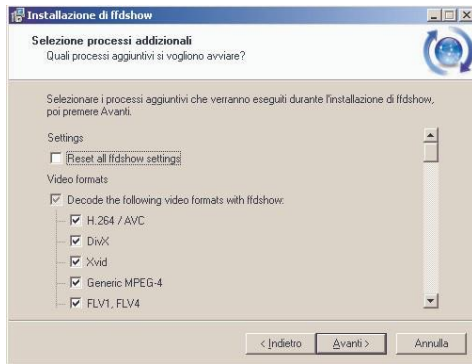 Installazione di ffdshow
Selezione processi addizionali
Quali processi aggiuntivi si vogliono avviare?
Selezionare i processi aggiuntivi che verranno eseguiti durante l'installazione di ffdshow,
poi premere Avanti.
Settings
Reset all ffdshow settings
Video formats
Decode the following video formats with ffdshow:
H.264 / AVC
DivX
Xvid
Generic MPEG-4
FLV1, FLV4
< Indietro Avanti > Annulla